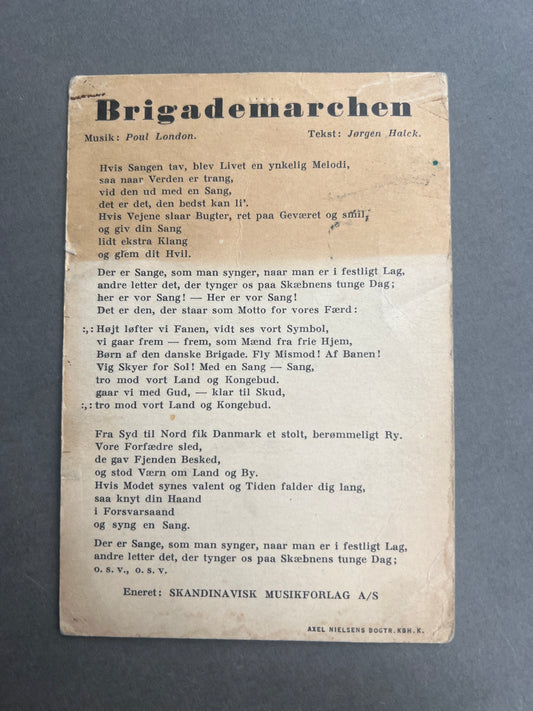 Brigademarchen
Musik: Poul London. Tekst: Jørgen Halck.
Hvis Sangen tav, blev Livet en ynkelig Melodi,
saa naar Verden er trang,
vid den ud med en Sang,
det er det, den bedst kan li'.
Hvis Vejene slaar Bugter, ret paa Geværet og smil,
og giv din Sang
lidt ekstra Klang
og glem dit Hvil.
Der er Sange, som man synger, naar man er i festligt Lag,
andre letter det, der tynger os paa Skæbnens tunge Dag;
her er vor Sang! — Her er vor Sang!
Det er den, der staar som Motto for vores Færd:
:,: Højt løfter vi Fanen, vidt ses vort Symbol,
vi gaar frem — frem, som Mænd fra frie Hjem,
Børn af den danske Brigade. Fly Mismod! Af Banen!
Vig Skyer for Sol! Med en Sang — Sang,
tro mod vort Land og Kongebud.
gaar vi med Gud, — klar til Skud,
:,: tro mod vort Land og Kongebud.
Fra Syd til Nord fik Danmark et stolt, berømmeligt Ry.
Vore Forfædre sled,
de gav Fjenden Besked,
og stod Værn om Land og By.
Hvis Modet synes valent og Tiden falder dig lang,
saa knyt din Haand
i Forsvarsaand
og syng en Sang.
Der er Sange, som man synger, naar man er i festligt Lag,
andre letter det, der tynger os paa Skæbnens tunge Dag;
o. s. v., o. s. v.
Eneret: SKANDINAVISK MUSIKFORLAG A/S
AXEL NIELSENS BOGTR. KBH. K.